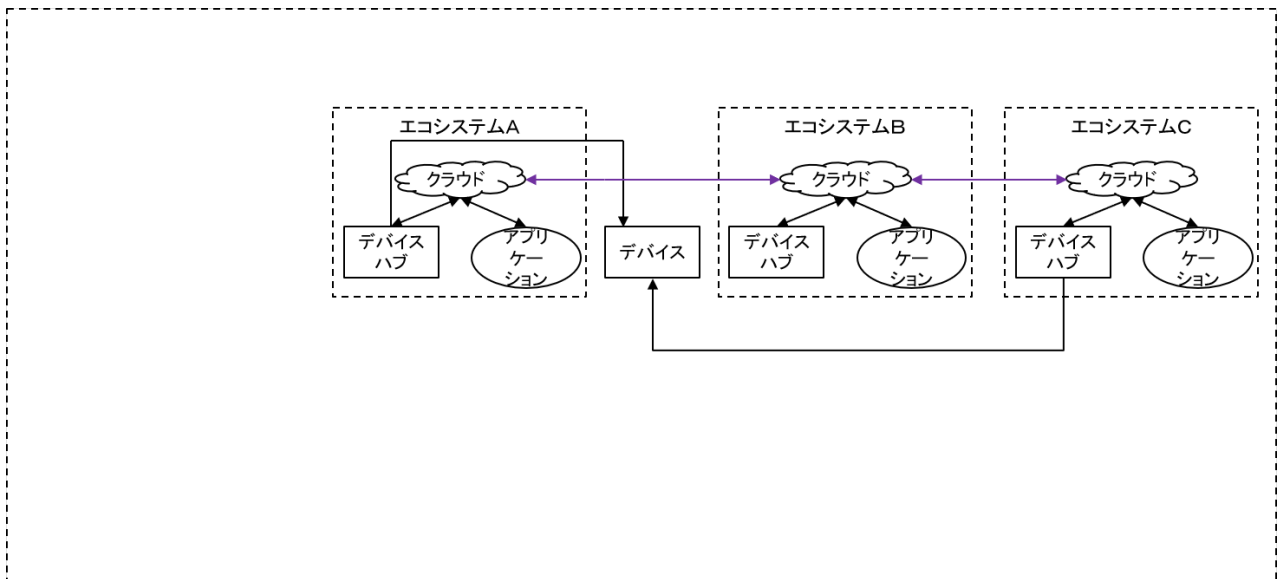 エコシステムA
クラウド
デバイス
ハブ
アプリ
ケー
ション
デバイス
エコシステムB
クラウド
デバイス
ハブ
アプリ
ケー
ション
エコシステムC
クラウド
デバイス
ハブ
アプリ
ケー
ション